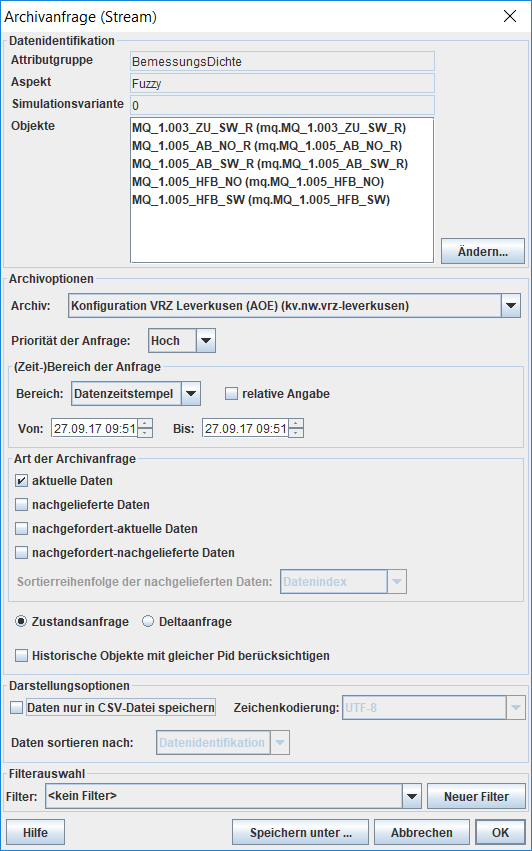 Archivanfrage (Stream)
Datenidentifikation
Attributgruppe BemessungsDichte
Aspekt Fuzzy
Simulationsvariante 0
Objekte MQ_1.003_ZU_SW_R (mq.MQ_1.003_ZU_SW_R)
MQ_1.005_AB_NO_R (mq.MQ_1.005_AB_NO_R)
MQ_1.005_AB_SW_R (mq.MQ_1.005_AB_SW_R)
MQ_1.005_HFB_NO (mq.MQ_1.005_HFB_NO)
MQ_1.005_HFB_SW (mq.MQ_1.005_HFB_SW)
Ändern...
Archivoptionen
Archiv: Konfiguration VRZ Leverkusen (AOE) (kv.nw.vrz-leverkusen)
Priorität der Anfrage: Hoch
(Zeit-)Bereich der Anfrage
Bereich: Datenzeitstempel relative Angabe
Von: 27.09.17 09:51 Bis: 27.09.17 09:51
Art der Archivanfrage
aktuelle Daten
nachgelieferte Daten
nachgefordert-aktuelle Daten
nachgefordert-nachgelieferte Daten
Sortierreihenfolge der nachgelieferten Daten: Datenindex
Zustandsanfrage Deltaanfrage
Historische Objekte mit gleicher Pid berücksichtigen
Darstellungsoptionen
Daten nur in CSV-Datei speichern Zeichenkodierung: UTF-8
Daten sortieren nach: Datenidentifikation
Filterauswahl
Filter: <kein Filter> Neuer Filter
Hilfe Speichern unter ... Abbrechen OK